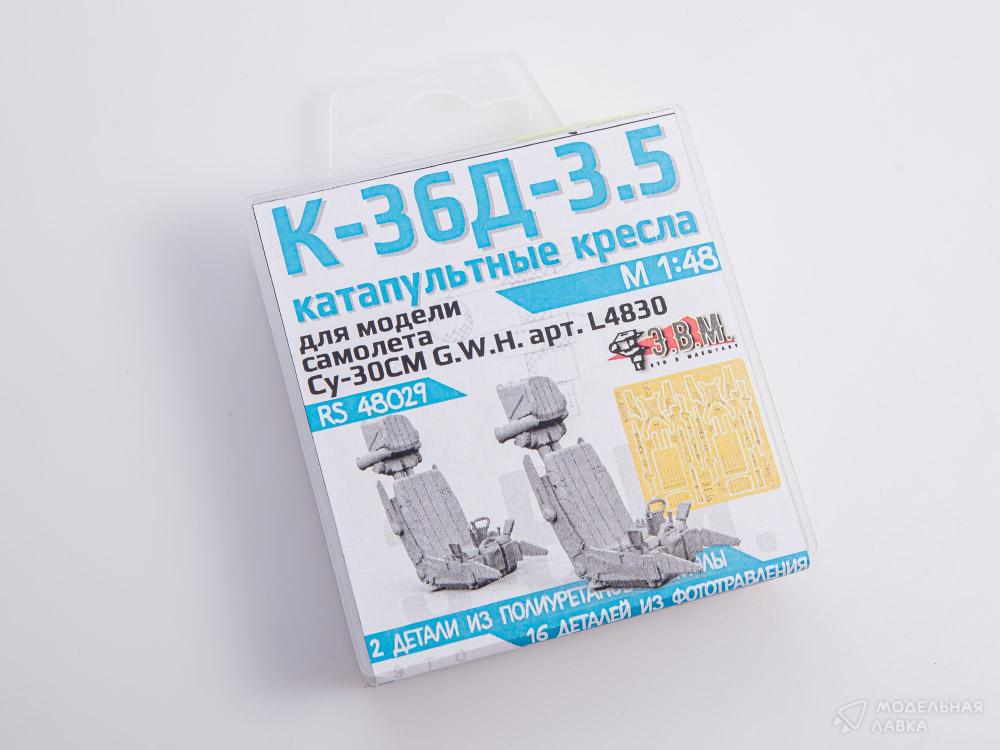 К-36Д-3.5
катапультные кресла
М 1:48
для модели
самолета
Су-30СМ G.W.H. арт. L4830
Э.В.М.
RS 48029
2 ДЕТАЛИ ИЗ
16 ДЕТАЛЕЙ ИЗ ФОТОТРАВЛЕНИЯ
МОДЕЛЬНАЯ
ЛАВКА